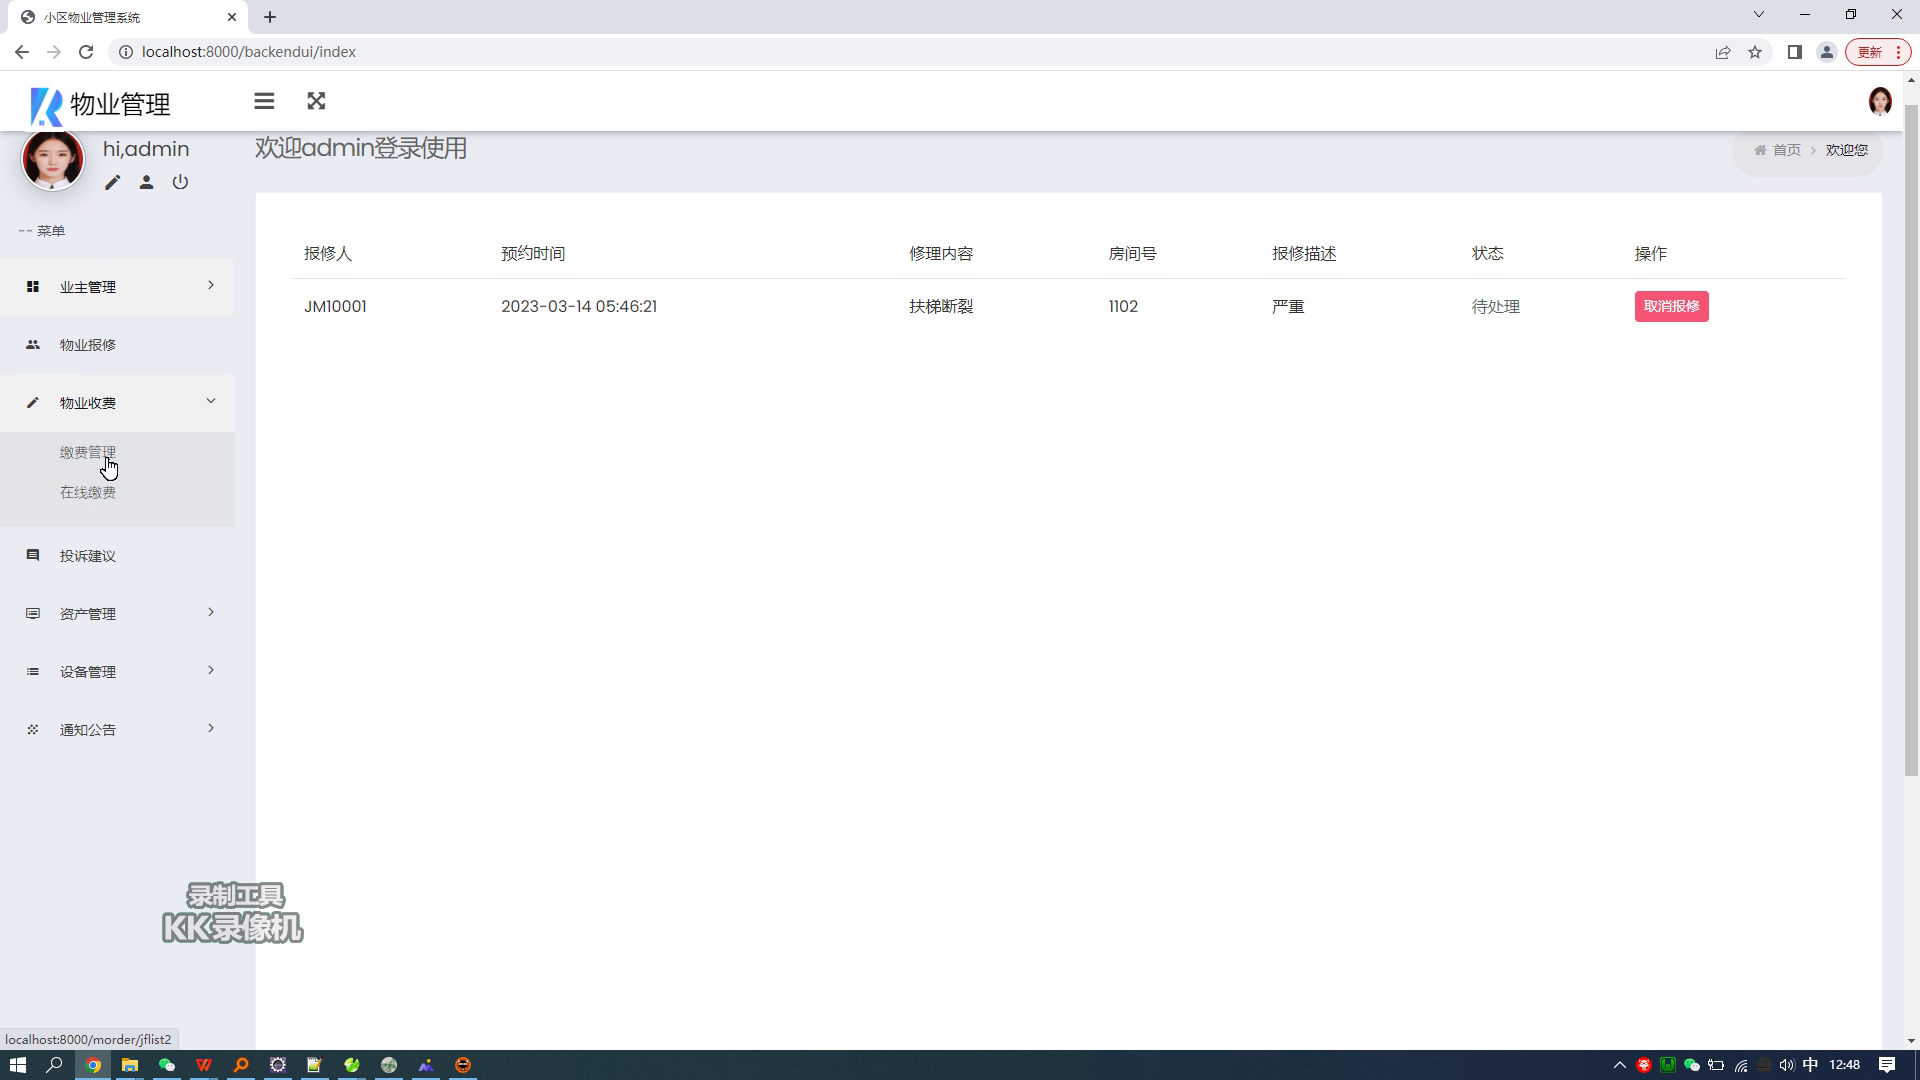 小区物业管理系统
localhost:8000/backendui/index
更新
物业管理
hi,admin
欢迎admin登录使用
首页 > 欢迎您
-- 菜单
业主管理
物业报修
物业收费
缴费管理
在线缴费
投诉建议
资产管理
设备管理
通知公告
报修人 预约时间 修理内容 房间号 报修描述 状态 操作
JM10001 2023-03-14 05:46:21 扶梯断裂 1102 严重 待处理 取消报修
录制工具
KK录像机
localhost:8000/morder/jflist2
中 12:48